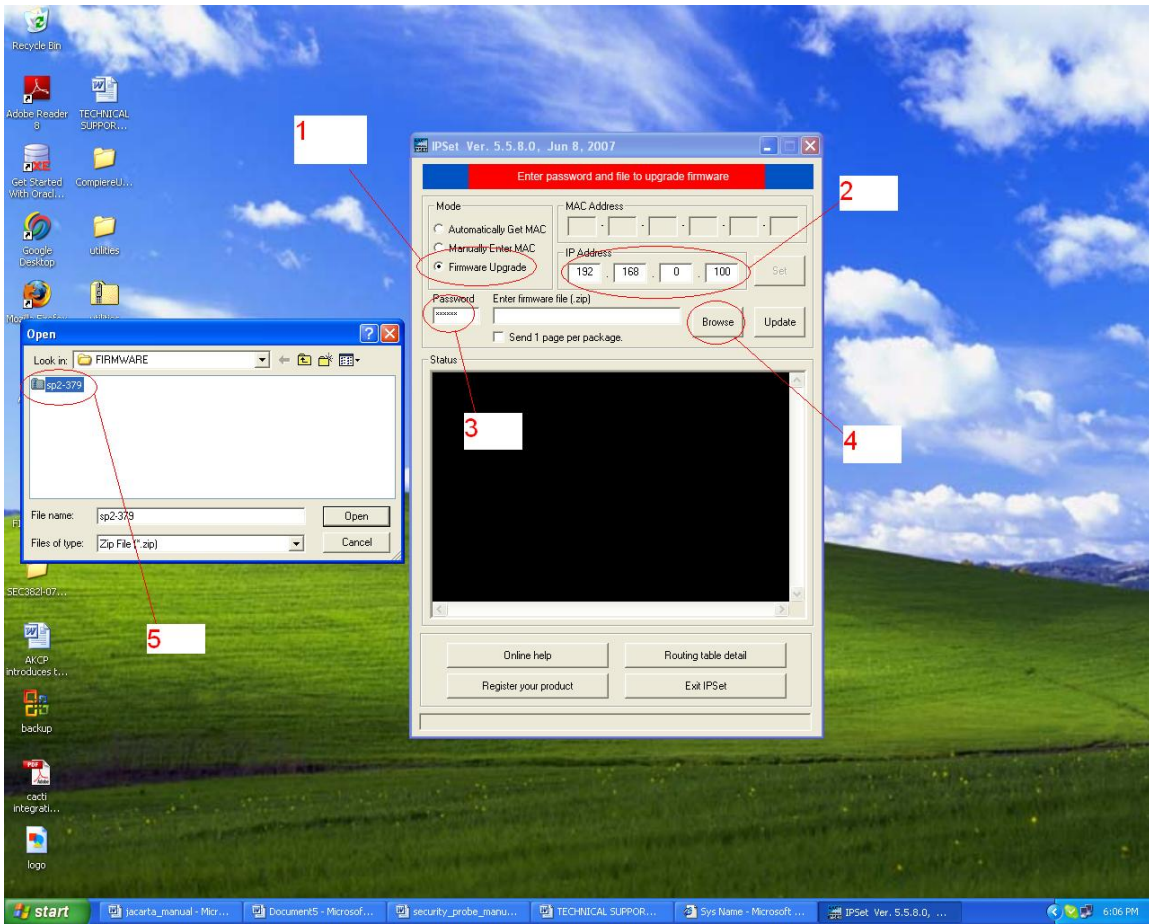 Recycle Bin
Adobe Reader
8
TECHNICAL
SUPPOR...
Get Started
With Oracl...
CompiereU...
Google
Desktop
utilities
Mozilla Firefox
SEC382I-07...
AKCP
introduces t...
backup
cacti
integrati...
logo
1
2
3
4
5
IPSet Ver. 5.5.8.0, Jun 8, 2007
Enter password and file to upgrade firmware
Mode
Automatically Get MAC
Manually Enter MAC
Firmware Upgrade
MAC Address
IP Address
192 . 168 . 0 . 100
Set
Password
xxxxxx
Enter firmware file (.zip)
Browse
Update
Send 1 page per package.
Status
Online help
Routing table detail
Register your product
Exit IPSet
Open
Look in: FIRMWARE
sp2-379
File name: sp2-379
Open
Files of type: Zip File (*.zip)
Cancel
start
jacarta_manual - Micr...
Document5 - Microsof...
security_probe_manu...
TECHNICAL SUPPOR...
Sys Name - Microsoft ...
IPSet Ver. 5.5.8.0, ...
6:06 PM